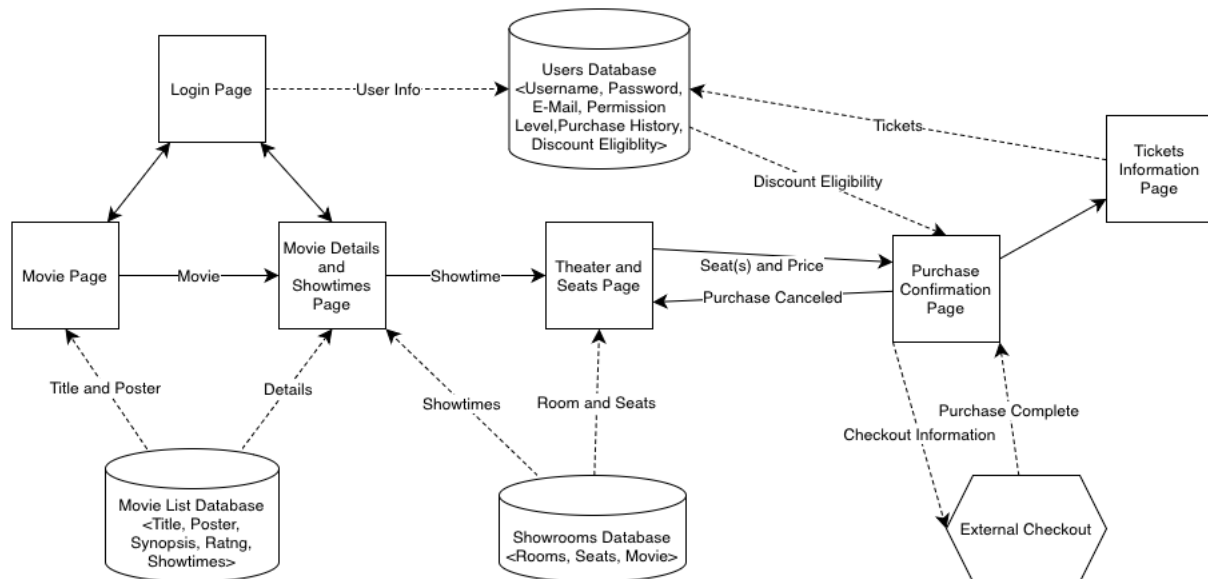 Login Page
User Info
Users Database
<Username, Password,
E-Mail, Permission
Level,Purchase History,
Discount Eligiblity>
Tickets
Tickets
Information
Page
Discount Eligibility
Movie Page
Movie
Movie Details
and
Showtimes
Page
Showtime
Theater and
Seats Page
Seat(s) and Price
Purchase Canceled
Purchase
Confirmation
Page
Title and Poster
Details
Showtimes
Room and Seats
Purchase Complete
Checkout Information
Movie List Database
<Title, Poster,
Synopsis, Ratng,
Showtimes>
Showrooms Database
<Rooms, Seats, Movie>
External Checkout